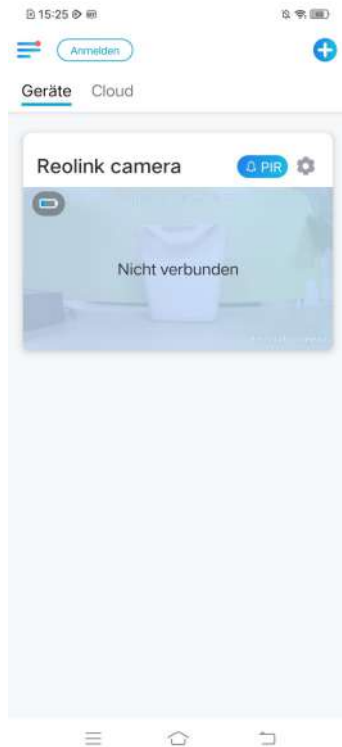 15:25
Anmelden
Geräte Cloud
Reolink camera PIR
Nicht verbunden